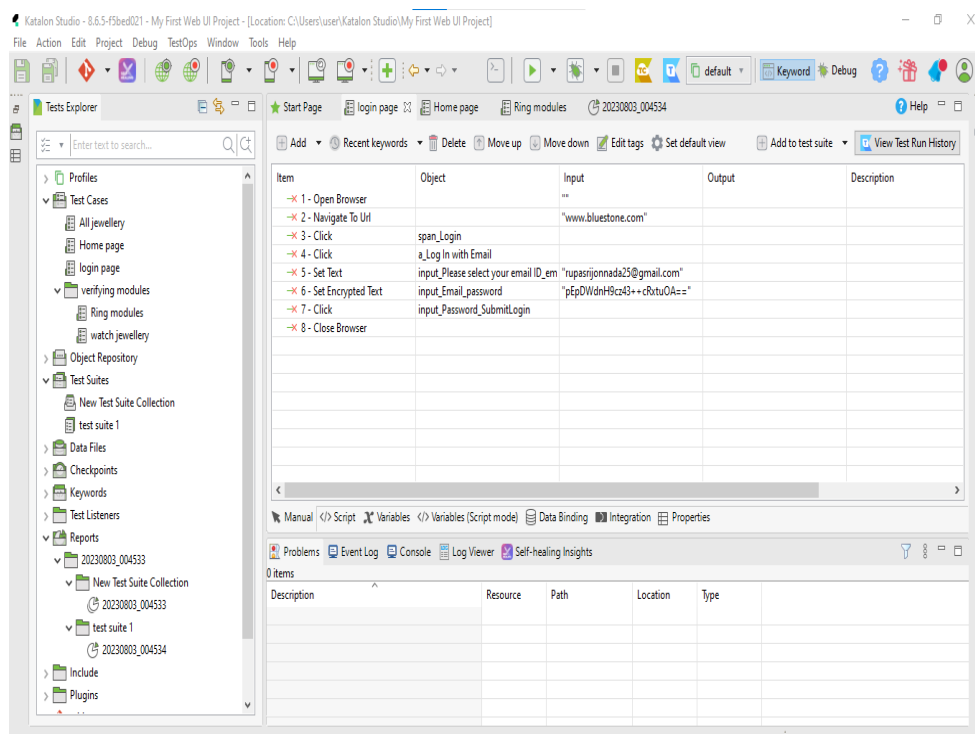 Katalon Studio - 8.6.5-f5bed021 - My First Web UI Project - [Location: C:\Users\user\Katalon Studio\My First Web UI Project]
File Action Edit Project Debug TestOps Window Tools Help
default Keyword Debug
Tests Explorer
Enter text to search...
Profiles
Test Cases
All jewellery
Home page
login page
verifying modules
Ring modules
watch jewellery
Object Repository
Test Suites
New Test Suite Collection
test suite 1
Data Files
Checkpoints
Keywords
Test Listeners
Reports
20230803_004533
New Test Suite Collection
20230803_004533
test suite 1
20230803_004534
Include
Plugins
Start Page login page Home page Ring modules 20230803_004534 Help
Add Recent keywords Delete Move up Move down Edit tags Set default view Add to test suite View Test Run History
Item Object Input Output Description
1 - Open Browser ""
2 - Navigate To Url "www.bluestone.com"
3 - Click span_Login
4 - Click a_Log In with Email
5 - Set Text input_Please select your email ID_em "rupasrijonnada25@gmail.com"
6 - Set Encrypted Text input_Email_password "pEpDWdnH9cz43++cRxtuOA=="
7 - Click input_Password_SubmitLogin
8 - Close Browser
Manual </> Script Variables </> Variables (Script mode) Data Binding Integration Properties
Problems Event Log Console Log Viewer Self-healing Insights
0 items
Description Resource Path Location Type